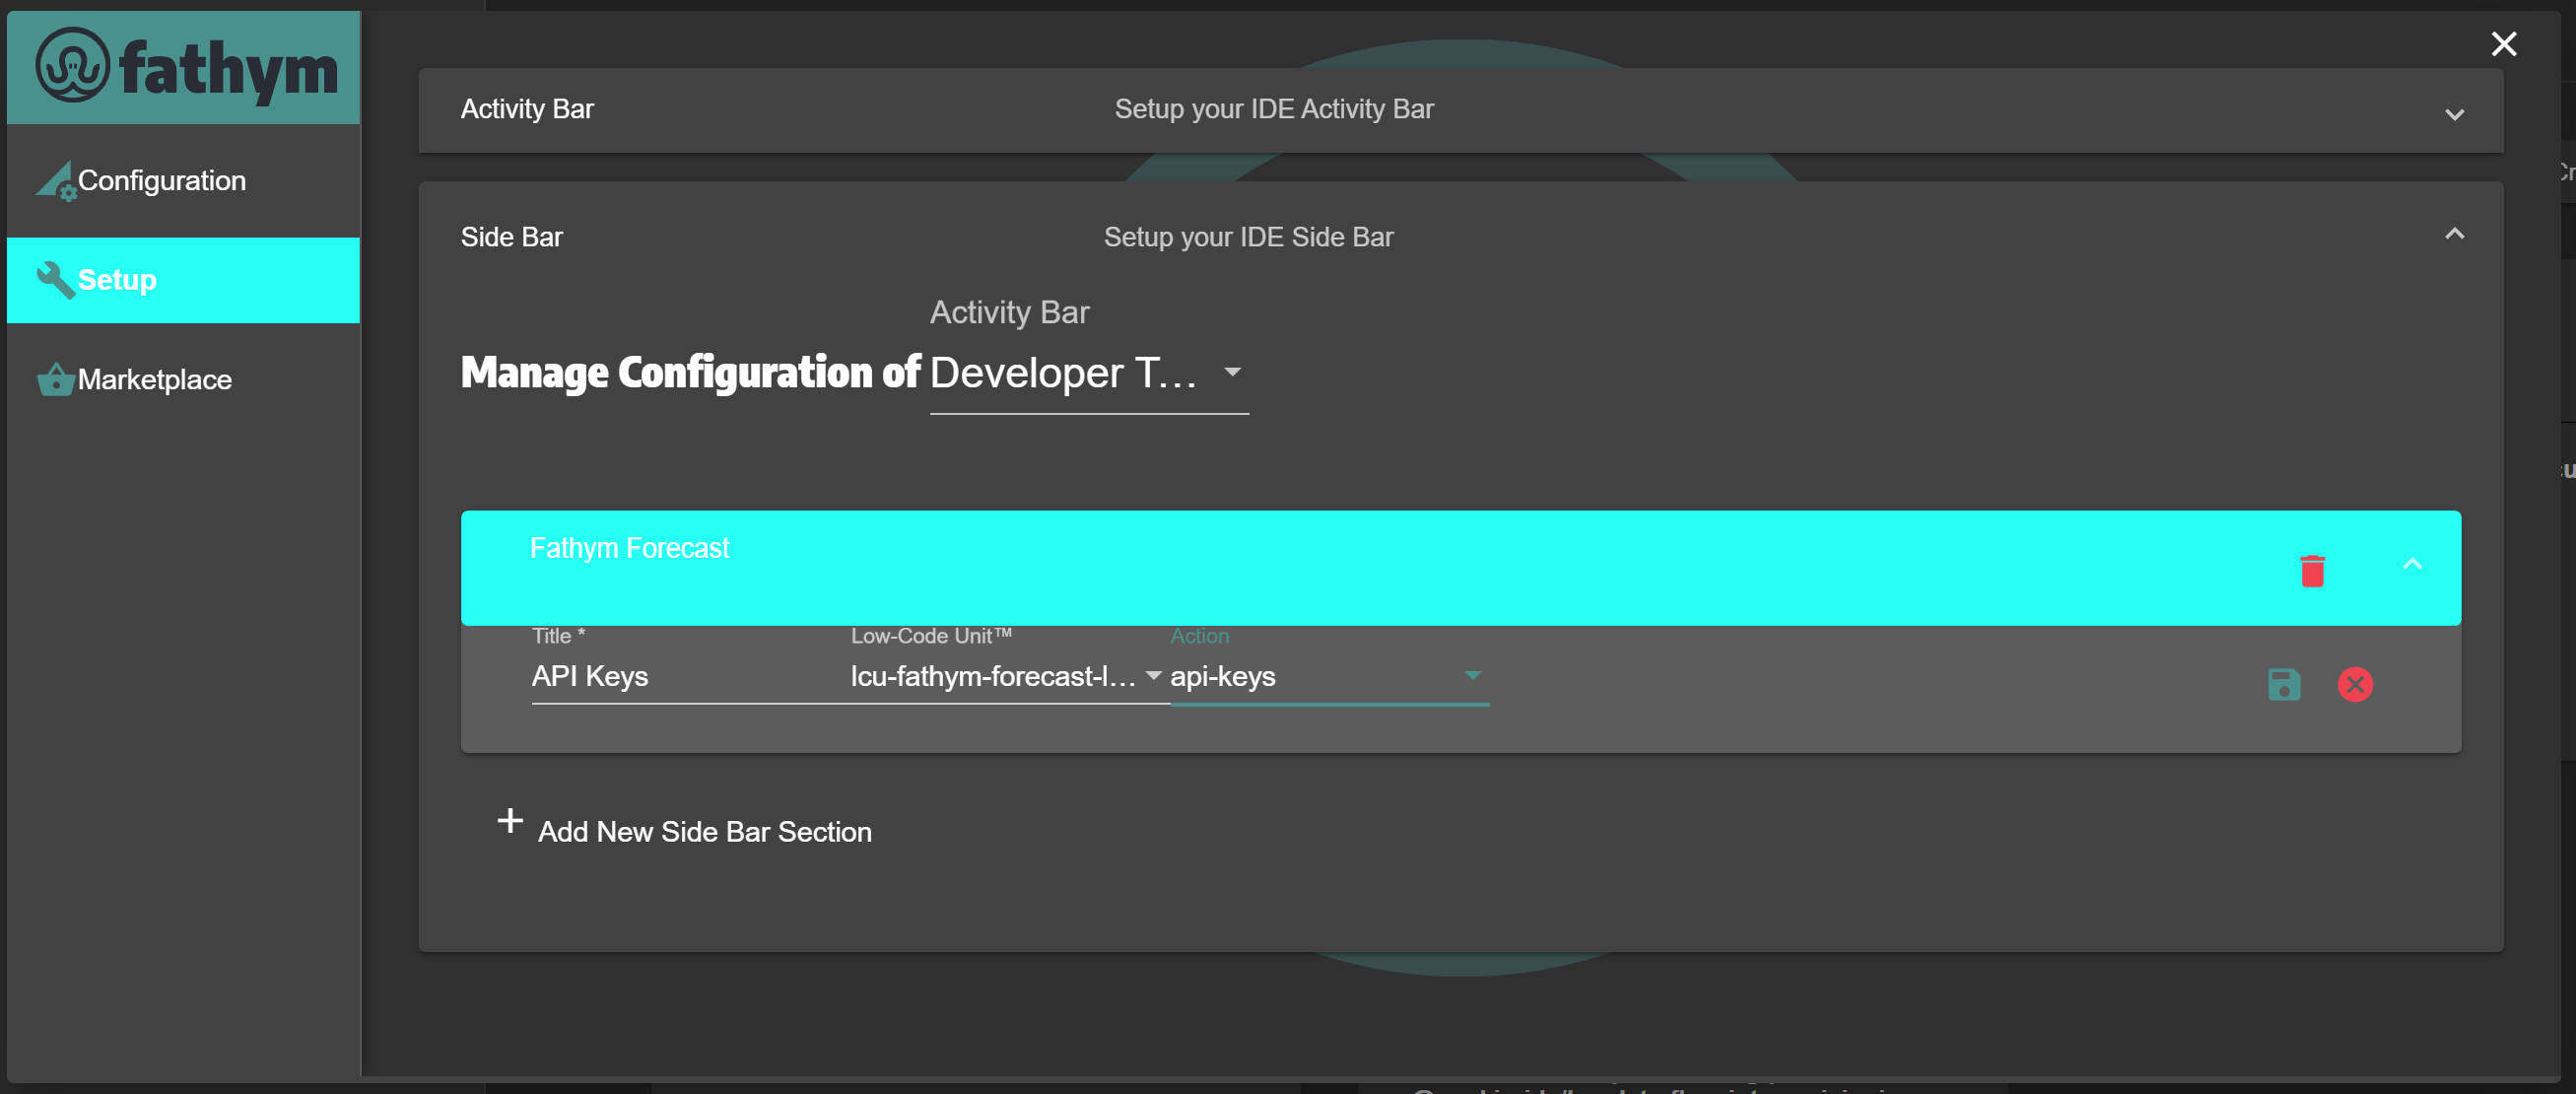 fathym
Configuration
Setup
Marketplace
Activity Bar
Setup your IDE Activity Bar
Side Bar
Setup your IDE Side Bar
Activity Bar
Manage Configuration of Developer T...
Fathym Forecast
Title *
Low-Code Unit™
Action
API Keys
lcu-fathym-forecast-l...
api-keys
Add New Side Bar Section